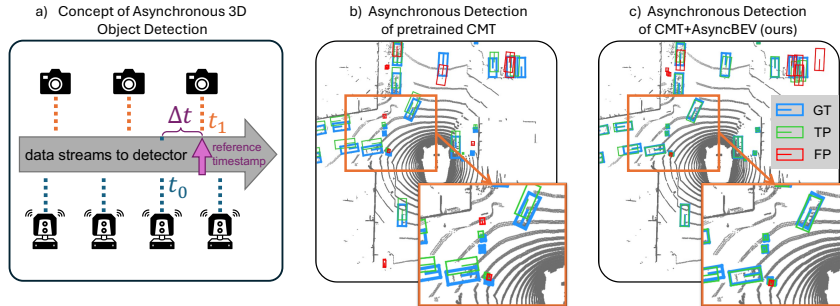 a) Concept of Asynchronous 3D
Object Detection
Δt
t₁
data streams to detector
reference
timestamp
t₀
b) Asynchronous Detection
of pretrained CMT
c) Asynchronous Detection
of CMT+AsyncBEV (ours)
GT
TP
FP